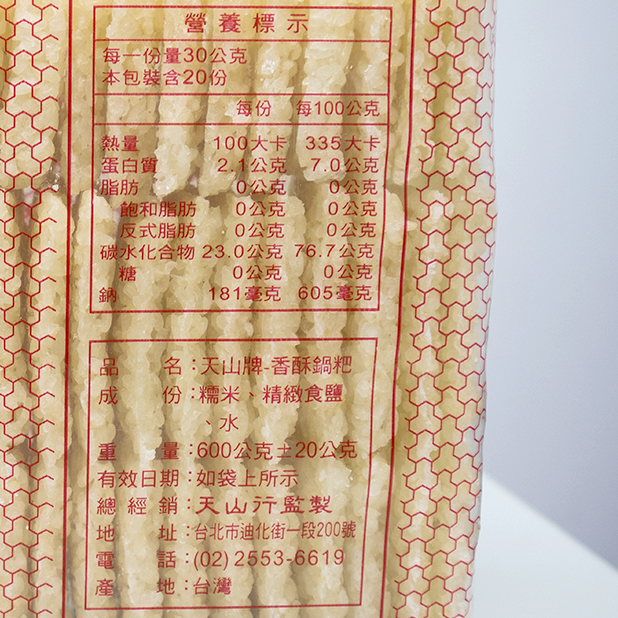 營養標示
每一份量30公克
本包裝含20份
每份 每100公克
熱量 100大卡 335大卡
蛋白質 2.1公克 7.0公克
脂肪 0公克 0公克
飽和脂肪 0公克 0公克
反式脂肪 0公克 0公克
碳水化合物 23.0公克 76.7公克
糖 0公克 0公克
鈉 181毫克 605毫克
品名:天山牌-香酥鍋粑
成份:糯米、精緻食鹽
、水
重量:600公克±20公克
有效日期:如袋上所示
總經銷:天山行監製
地址:台北市迪化街一段200號
電話:(02) 2553-6619
產地:台灣